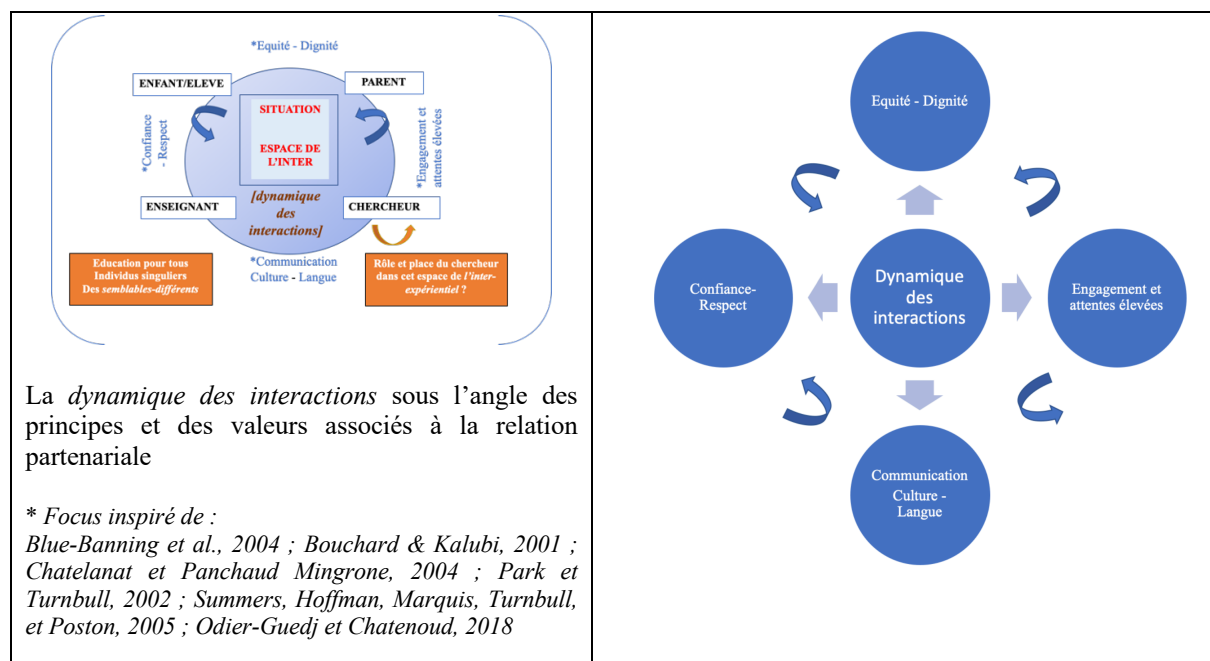 *Equité - Dignité
ENFANT/ELEVE
PARENT
SITUATION
ESPACE DE
L'INTER
*Confiance
- Respect
*Engagement et
attentes élevées
ENSEIGNANT
[dynamique
des
interactions]
CHERCHEUR
*Communication
Culture - Langue
Education pour tous
Individus singuliers
Des semblables-différents
Rôle et place du chercheur
dans cet espace de l'inter-
expérientiel ?
La dynamique des interactions sous l'angle des
principes et des valeurs associés à la relation
partenariale
* Focus inspiré de :
Blue-Banning et al., 2004 ; Bouchard & Kalubi, 2001 ;
Chatelanat et Panchaud Mingrone, 2004 ; Park et
Turnbull, 2002 ; Summers, Hoffman, Marquis, Turnbull,
et Poston, 2005 ; Odier-Guedj et Chatenoud, 2018
Equité - Dignité
Confiance-
Respect
Dynamique
des
interactions
Engagement et
attentes élevées
Communication
Culture -
Langue